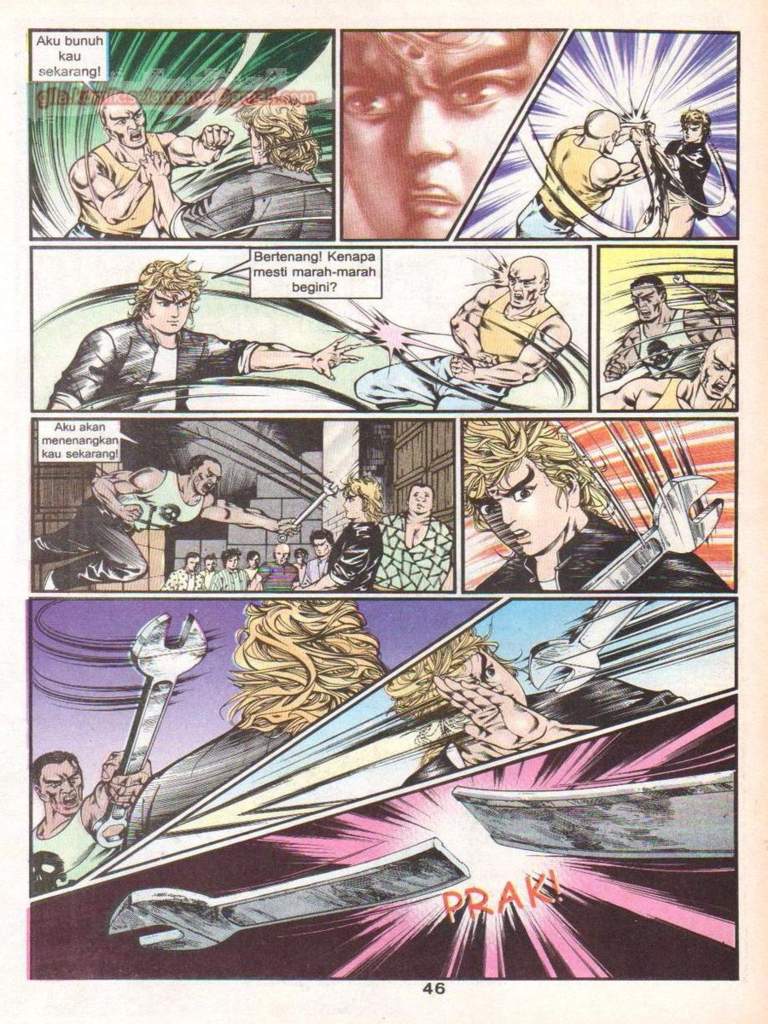 Aku bunuh
kau
sekarang!
Bertenang! Kenapa
mesti marah-marah
begini?
Aku akan
menenangkan
kau sekarang!
PRAK!
46